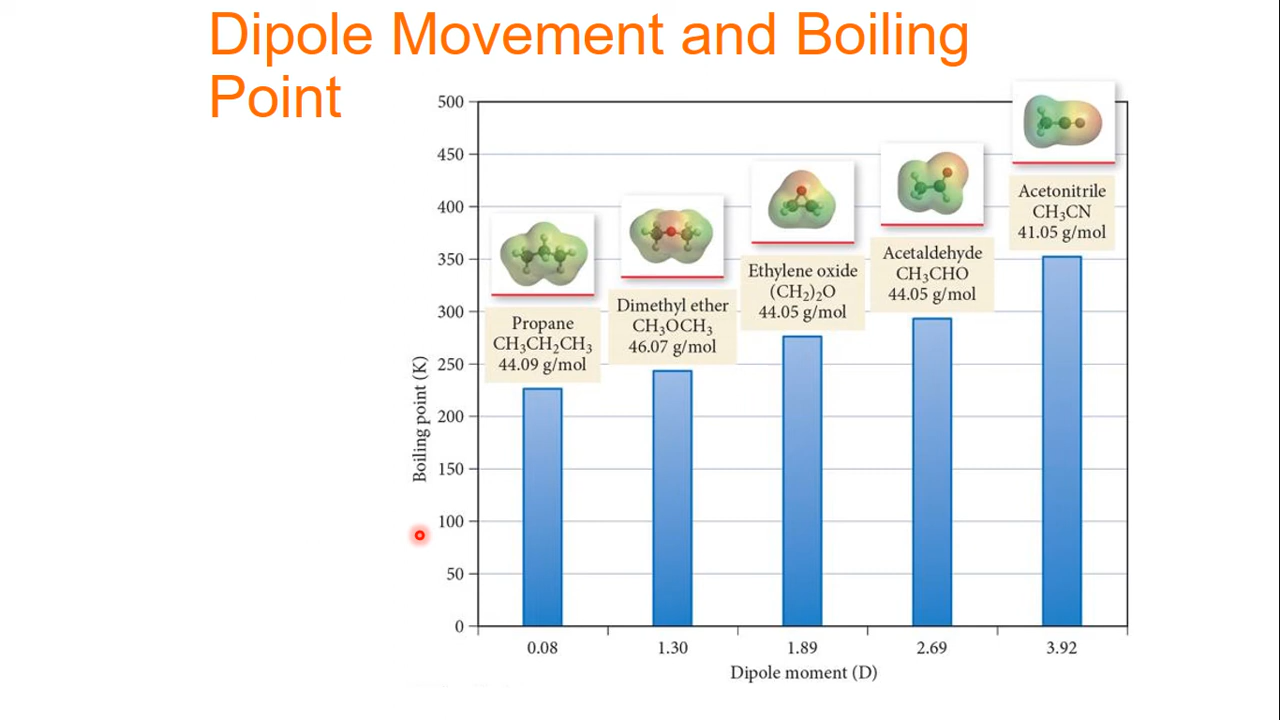 Dipole Movement and Boiling
Point
500
450
400
350
300
250
200
150
100
50
0
Boiling point (K)
Propane
CH₃CH₂CH₃
44.09 g/mol
Dimethyl ether
CH₃OCH₃
46.07 g/mol
Ethylene oxide
(CH₂)₂O
44.05 g/mol
Acetaldehyde
CH₃CHO
44.05 g/mol
Acetonitrile
CH₃CN
41.05 g/mol
0.08
1.30
1.89
2.69
3.92
Dipole moment (D)